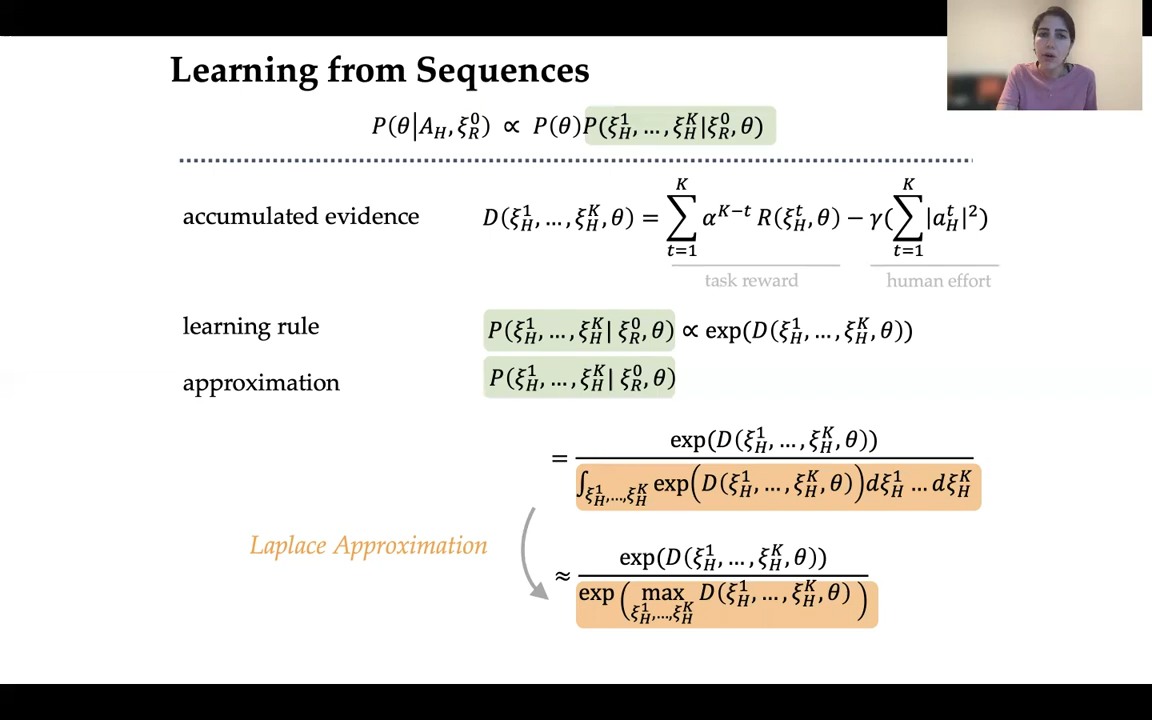 Learning from Sequences
P(θ|A_H, ξ_R^0) ∝ P(θ)P(ξ_H^1, …, ξ_H^K|ξ_R^0, θ)
accumulated evidence D(ξ_H^1, …, ξ_H^K, θ) = ∑_{t=1}^{K} α^{K−t} R(ξ_H^t, θ) − γ(∑_{t=1}^{K} |a_H^t|^2)
task reward human effort
learning rule P(ξ_H^1, …, ξ_H^K| ξ_R^0, θ) ∝ exp(D(ξ_H^1, …, ξ_H^K, θ))
approximation P(ξ_H^1, …, ξ_H^K| ξ_R^0, θ)
exp(D(ξ_H^1, …, ξ_H^K, θ))
=
∫_{ξ_H^1,…,ξ_H^K} exp(D(ξ_H^1, …, ξ_H^K, θ))dξ_H^1 … dξ_H^K
Laplace Approximation
exp(D(ξ_H^1, …, ξ_H^K, θ))
≈
exp( max_{ξ_H^1,…,ξ_H^K} D(ξ_H^1, …, ξ_H^K, θ) )